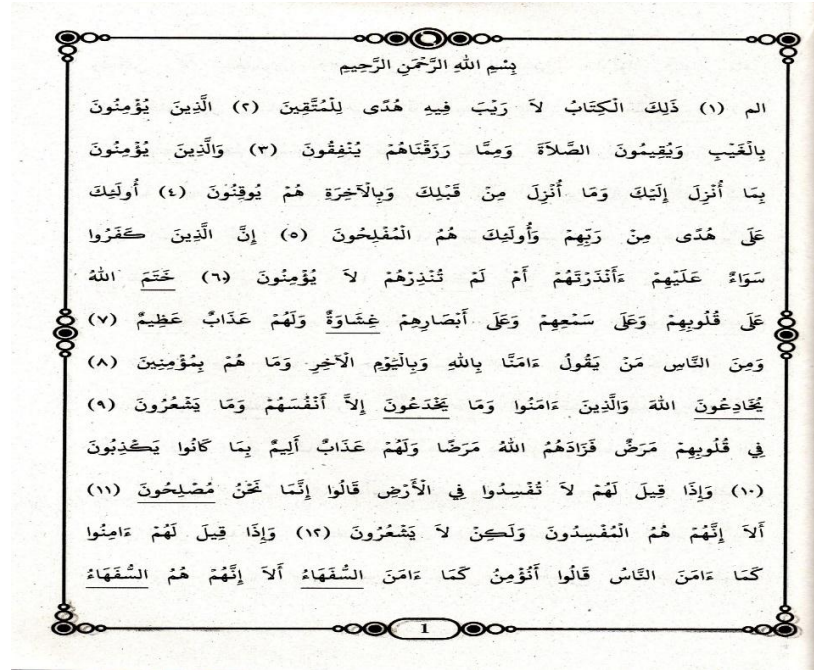 بِسْمِ اللهِ الرَّحْمَنِ الرَّحِيمِ
الم (١) ذَلِكَ الْكِتَابُ لاَ رَيْبَ فِيهِ هُدًى لِلْمُتَّقِينَ (٢) الَّذِينَ يُؤْمِنُونَ
بِالْغَيْبِ وَيُقِيمُونَ الصَّلاَةَ وَمِمَّا رَزَقْنَاهُمْ يُنْفِقُونَ (٣) وَالَّذِينَ يُؤْمِنُونَ
بِمَا أُنْزِلَ إِلَيْكَ وَمَا أُنْزِلَ مِنْ قَبْلِكَ وَبِالْآخِرَةِ هُمْ يُوقِنُونَ (٤) أُولَئِكَ
عَلَى هُدًى مِنْ رَبِّهِمْ وَأُولَئِكَ هُمُ الْمُفْلِحُونَ (٥) إِنَّ الَّذِينَ كَفَرُوا
سَوَاءٌ عَلَيْهِمْ ءَأَنْذَرْتَهُمْ أَمْ لَمْ تُنْذِرْهُمْ لاَ يُؤْمِنُونَ (٦) خَتَمَ اللهُ
عَلَى قُلُوبِهِمْ وَعَلَى سَمْعِهِمْ وَعَلَى أَبْصَارِهِمْ غِشَاوَةٌ وَلَهُمْ عَذَابٌ عَظِيمٌ (٧)
وَمِنَ النَّاسِ مَنْ يَقُولُ ءَامَنَّا بِاللهِ وَبِالْيَوْمِ الْآخِرِ وَمَا هُمْ بِمُؤْمِنِينَ (٨)
يُخَادِعُونَ اللهَ وَالَّذِينَ ءَامَنُوا وَمَا يَخْدَعُونَ إِلاَّ أَنْفُسَهُمْ وَمَا يَشْعُرُونَ (٩)
فِي قُلُوبِهِمْ مَرَضٌ فَزَادَهُمُ اللهُ مَرَضًا وَلَهُمْ عَذَابٌ أَلِيمٌ بِمَا كَانُوا يَكْذِبُونَ
(١٠) وَإِذَا قِيلَ لَهُمْ لاَ تُفْسِدُوا فِي الْأَرْضِ قَالُوا إِنَّمَا نَحْنُ مُصْلِحُونَ (١١)
أَلاَ إِنَّهُمْ هُمُ الْمُفْسِدُونَ وَلَكِنْ لاَ يَشْعُرُونَ (١٢) وَإِذَا قِيلَ لَهُمْ ءَامِنُوا
كَمَا ءَامَنَ النَّاسُ قَالُوا أَنُؤْمِنُ كَمَا ءَامَنَ السُّفَهَاءُ أَلاَ إِنَّهُمْ هُمُ السُّفَهَاءُ
1